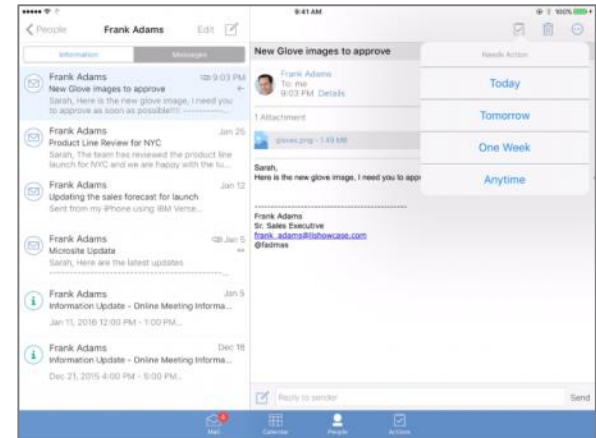 9:41 AM
100%
People
Frank Adams
Edit
Information
Messages
Frank Adams
9:03 PM
New Glove images to approve
Sarah, Here is the new glove image, I need you
to approve as soon as possible!!!! -----------...
Frank Adams
Jan 25
Product Line Review for NYC
Sarah, The team has reviewed the product line
launch for NYC and we are happy with the tu...
Frank Adams
Jan 12
Updating the sales forecast for launch
Sent from my iPhone using IBM Verse...
Frank Adams
Jan 5
Microsite Update
Sarah, Here are the latest updates
Frank Adams
Jan 5
Information Update - Online Meeting Informa...
Jan 11, 2016 12:00 PM - 1:00 PM...
Frank Adams
Dec 18
Information Update - Online Meeting Informa...
Dec 21, 2015 4:00 PM - 5:00 PM...
New Glove images to approve
Frank Adams
To: me
9:03 PM Details
1 Attachment
gloves.png - 1.49 MB
Sarah,
Here is the new glove image, I need you to app
Frank Adams
Sr. Sales Executive
frank_adams@llshowcase.com
@fadmas
Needs Action
Today
Tomorrow
One Week
Anytime
Reply to sender
Send
4
Mail
Calendar
People
Actions